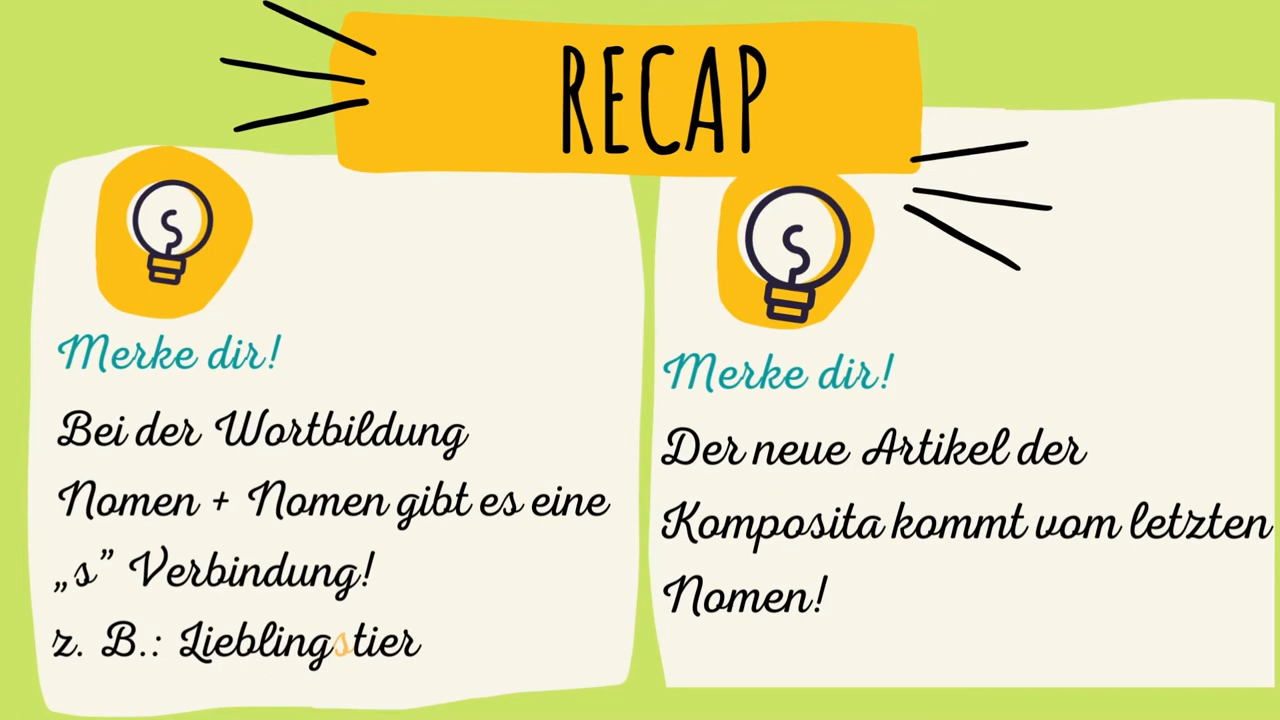 RECAP
Merke dir!
Bei der Wortbildung
Nomen + Nomen gibt es eine
„s” Verbindung!
z. B.: Lieblingstier
Merke dir!
Der neue Artikel der
Komposita kommt vom letzten
Nomen!